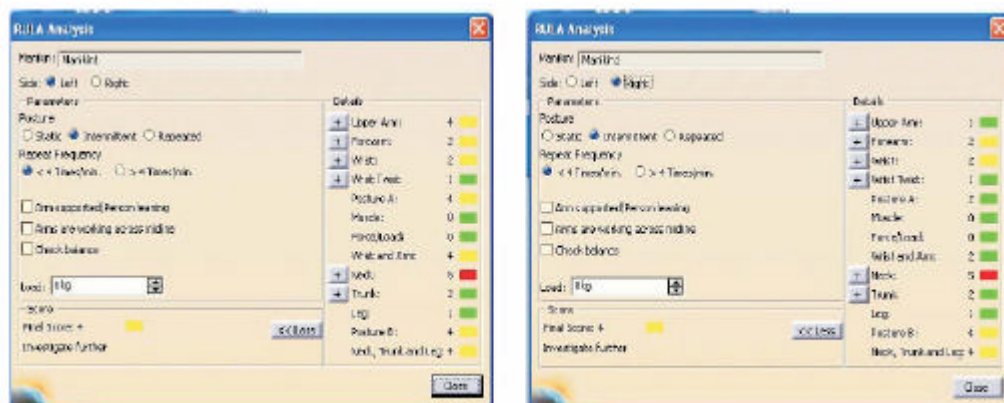 RULA Analysis
Manikin: Manikin1
Side: Left Right
Parameters
Posture
Static Intermittent Repeated
Repeat Frequency
< 4 Times/min. > 4 Times/min.
Arm supported/Person leaning
Arms are working across midline
Check balance
Load: 0kg
Score
Final Score: 4
Investigate further
<< Less
Details
+ Upper Arm: 4
+ Forearm: 2
+ Wrist: 2
+ Wrist Twist: 1
Posture A: 4
Muscle: 0
Force/Load: 0
Wrist and Arm: 4
+ Neck: 5
+ Trunk: 2
Leg: 1
Posture B: 4
Neck, Trunk and Leg: 4
Close
RULA Analysis
Manikin: Manikin1
Side: Left Right
Parameters
Posture
Static Intermittent Repeated
Repeat Frequency
< 4 Times/min. > 4 Times/min.
Arm supported/Person leaning
Arms are working across midline
Check balance
Load: 0kg
Score
Final Score: 4
Investigate further
<< Less
Details
+ Upper Arm: 1
+ Forearm: 2
+ Wrist: 2
+ Wrist Twist: 1
Posture A: 2
Muscle: 0
Force/Load: 0
Wrist and Arm: 2
+ Neck: 5
+ Trunk: 2
Leg: 1
Posture B: 4
Neck, Trunk and Leg: 4
Close